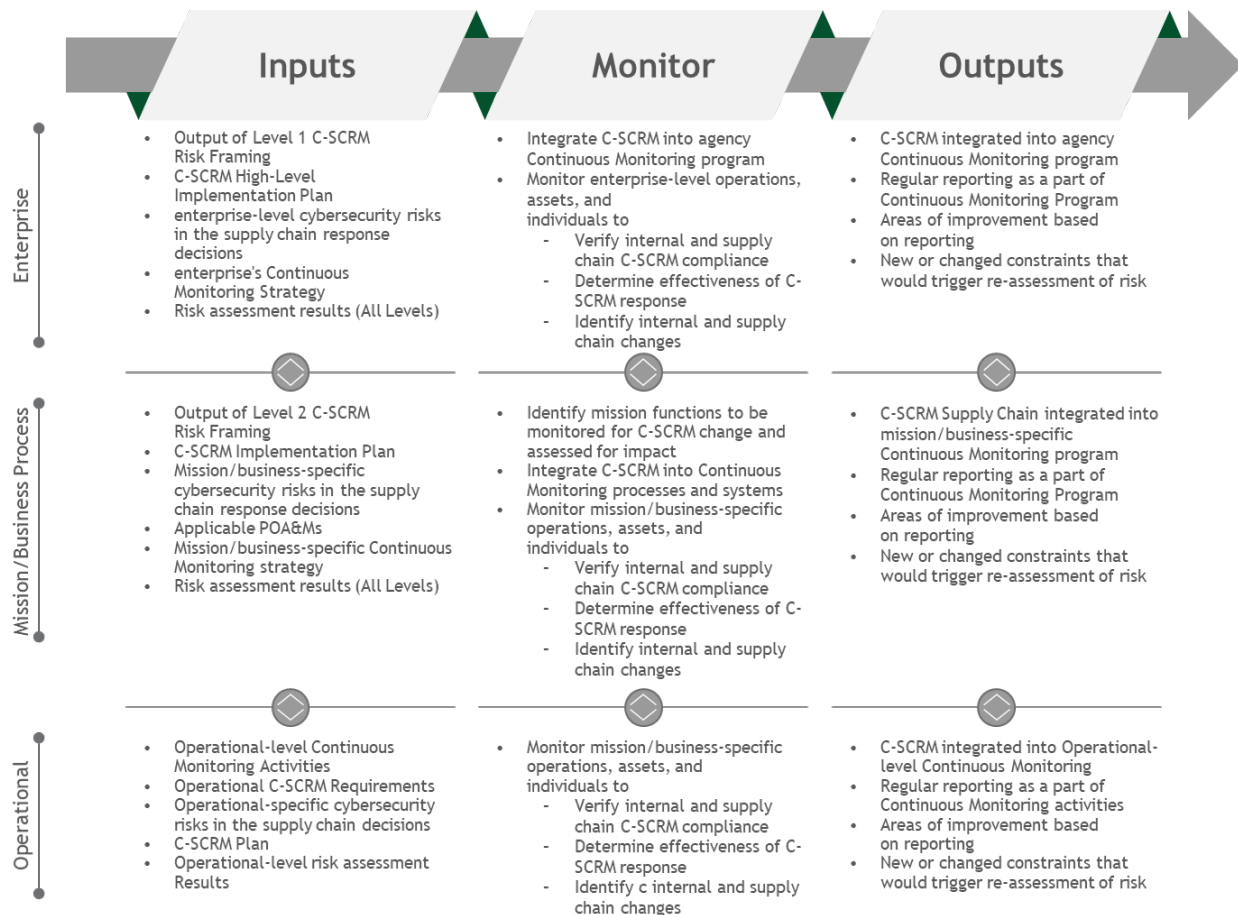 Inputs
Monitor
Outputs
Enterprise
• Output of Level 1 C-SCRM
Risk Framing
• C-SCRM High-Level
Implementation Plan
• enterprise-level cybersecurity risks
in the supply chain response
decisions
• enterprise's Continuous
Monitoring Strategy
• Risk assessment results (All Levels)
• Integrate C-SCRM into agency
Continuous Monitoring program
• Monitor enterprise-level operations,
assets, and
individuals to
- Verify internal and supply
chain C-SCRM compliance
- Determine effectiveness of C-
SCRM response
- Identify internal and supply
chain changes
• C-SCRM integrated into agency
Continuous Monitoring program
• Regular reporting as a part of
Continuous Monitoring Program
• Areas of improvement based
on reporting
• New or changed constraints that
would trigger re-assessment of risk
Mission/Business Process
• Output of Level 2 C-SCRM
Risk Framing
• C-SCRM Implementation Plan
• Mission/business-specific
cybersecurity risks in the supply
chain response decisions
• Applicable POA&Ms
• Mission/business-specific Continuous
Monitoring strategy
• Risk assessment results (All Levels)
• Identify mission functions to be
monitored for C-SCRM change and
assessed for impact
• Integrate C-SCRM into Continuous
Monitoring processes and systems
• Monitor mission/business-specific
operations, assets, and
individuals to
- Verify internal and supply
chain C-SCRM compliance
- Determine effectiveness of C-
SCRM response
- Identify internal and supply
chain changes
• C-SCRM Supply Chain integrated into
mission/business-specific
Continuous Monitoring program
• Regular reporting as a part of
Continuous Monitoring Program
• Areas of improvement based
on reporting
• New or changed constraints that
would trigger re-assessment of risk
Operational
• Operational-level Continuous
Monitoring Activities
• Operational C-SCRM Requirements
• Operational-specific cybersecurity
risks in the supply chain decisions
• C-SCRM Plan
• Operational-level risk assessment
Results
• Monitor mission/business-specific
operations, assets, and
individuals to
- Verify internal and supply
chain C-SCRM compliance
- Determine effectiveness of C-
SCRM response
- Identify c internal and supply
chain changes
• C-SCRM integrated into Operational-
level Continuous Monitoring
• Regular reporting as a part of
Continuous Monitoring activities
• Areas of improvement based
on reporting
• New or changed constraints that
would trigger re-assessment of risk